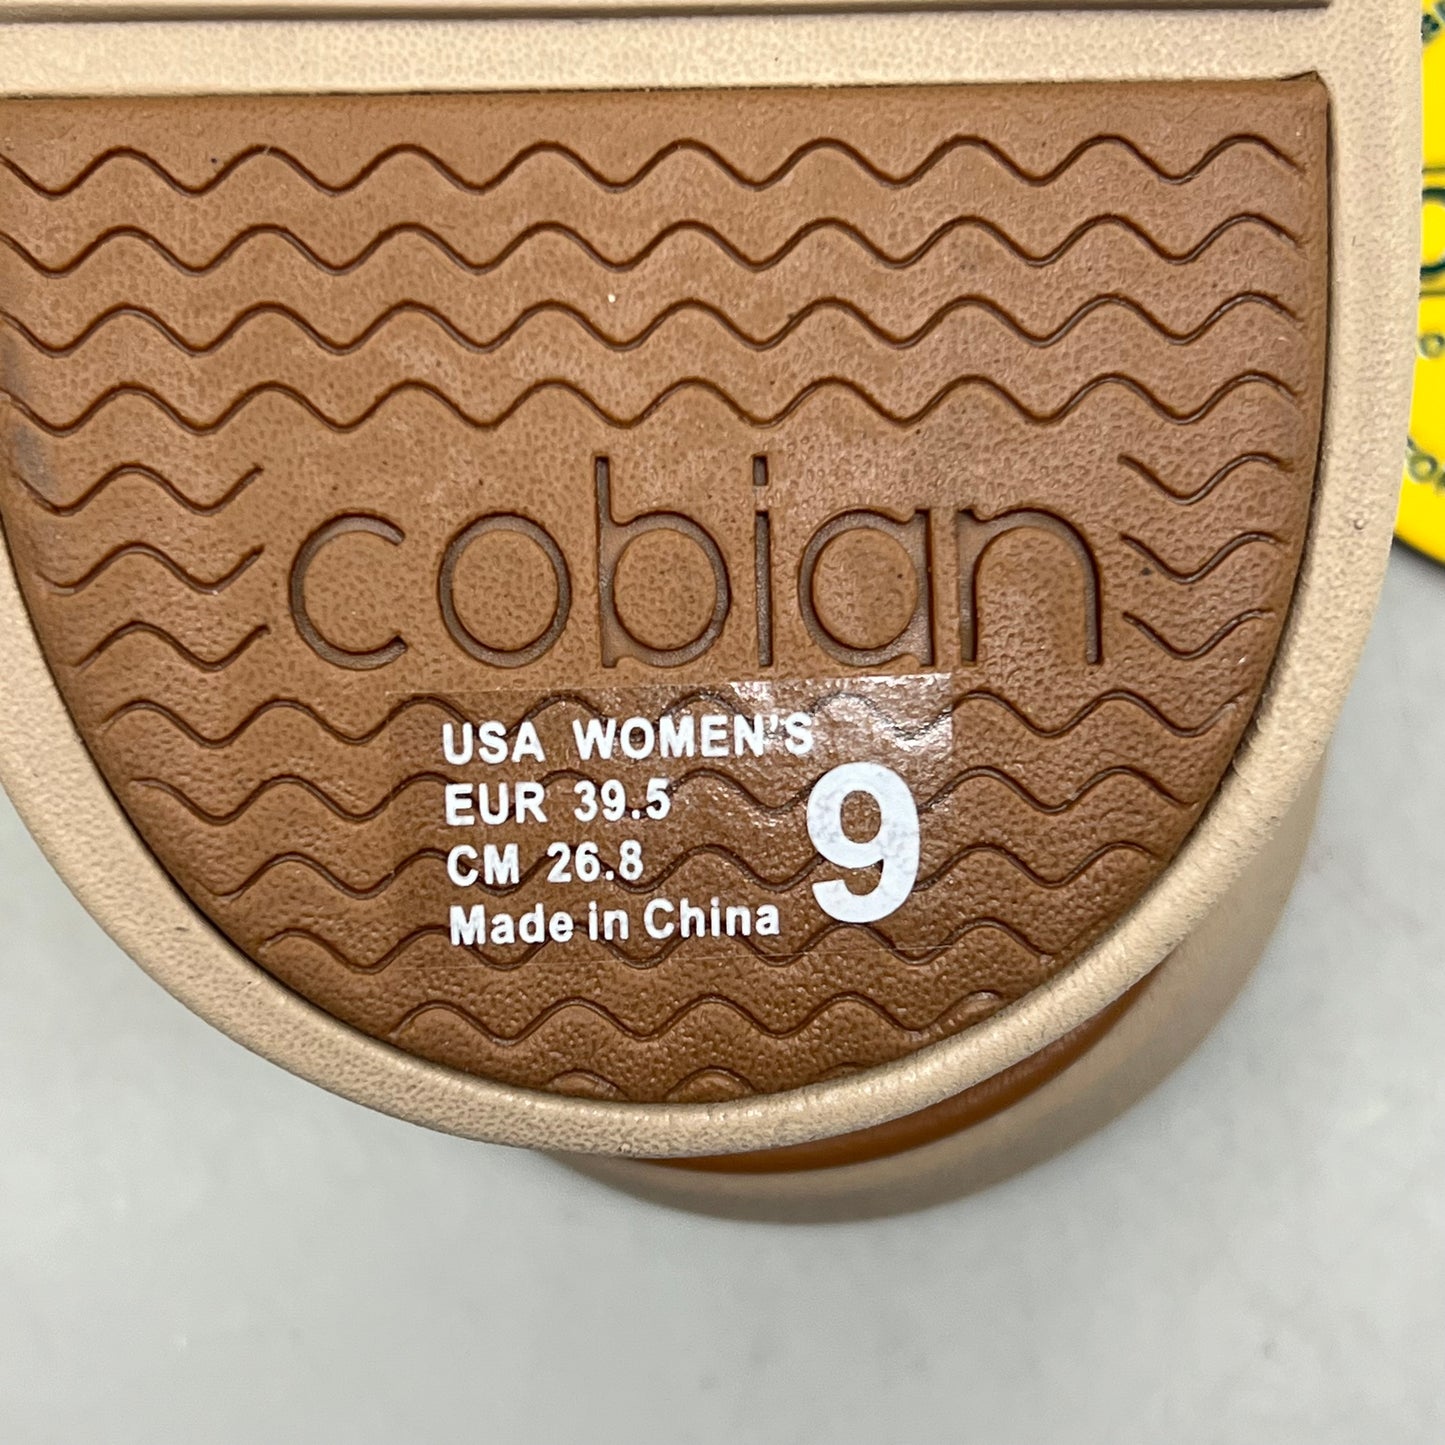 cobian
USA WOMEN'S
EUR 39.5
CM 26.8
9
Made in China